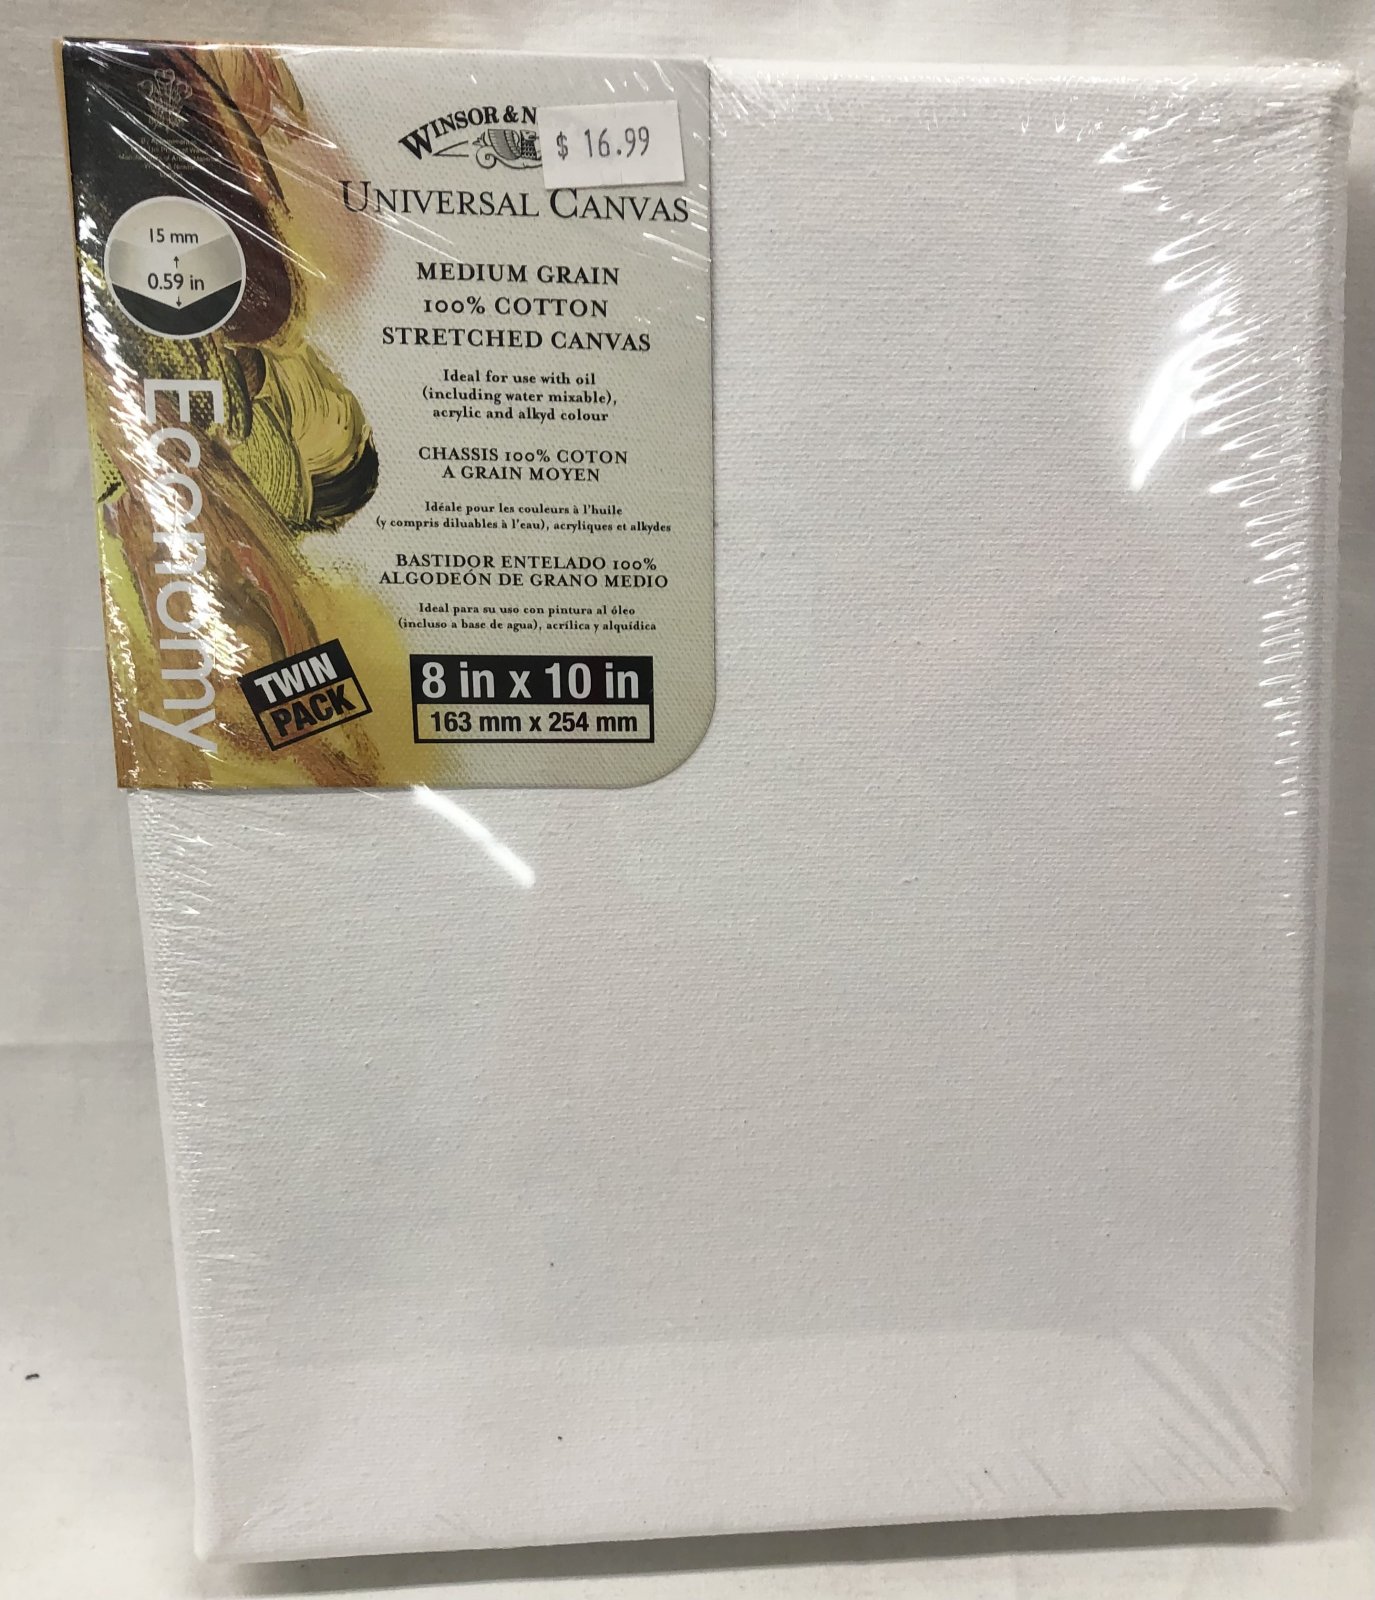 WINSOR & N
$ 16.99
UNIVERSAL CANVAS
15 mm
0.59 in
MEDIUM GRAIN
100% COTTON
STRETCHED CANVAS
Ideal for use with oil
(including water mixable),
acrylic and alkyd colour
CHASSIS 100% COTON
A GRAIN MOYEN
Idéale pour les couleurs à l'huile
(y compris diluables à l'eau), acryliques et alkydes
BASTIDOR ENTELADO 100%
ALGODEÓN DE GRANO MEDIO
Ideal para su uso con pintura al óleo
(incluso a base de agua), acrílica y alquídica
Economy
TWIN
PACK
8 in x 10 in
163 mm x 254 mm